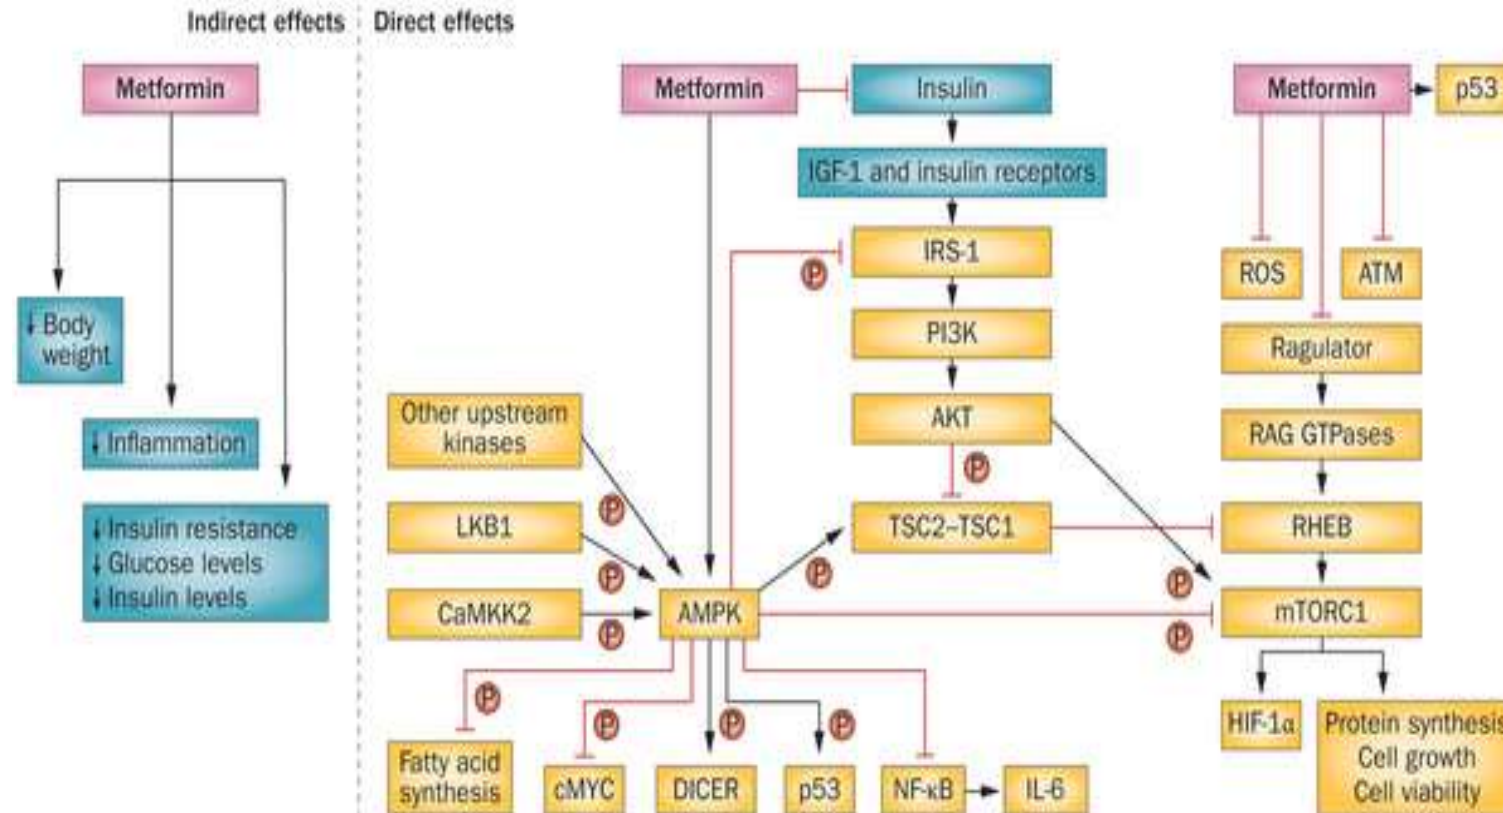 Indirect effects
Direct effects
Metformin
↓ Body
weight
↓ Inflammation
↓ Insulin resistance
↓ Glucose levels
↓ Insulin levels
Metformin
Insulin
IGF-1 and insulin receptors
IRS-1
P
PI3K
AKT
P
TSC2–TSC1
Other upstream
kinases
P
LKB1
P
CaMKK2
P
AMPK
P
P
Fatty acid
synthesis
P
cMYC
P
DICER
P
p53
P
NF-κB
IL-6
Metformin
p53
ROS
ATM
Ragulator
RAG GTPases
RHEB
P
mTORC1
HIF-1α
Protein synthesis
Cell growth
Cell viability